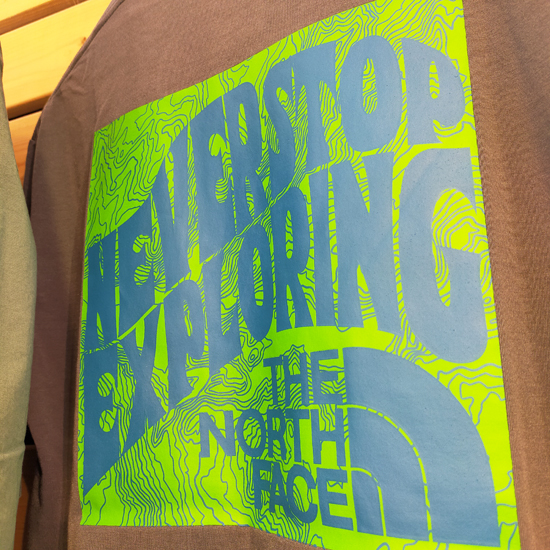 NEVER STOP
EXPLORING
THE
NORTH
FACE